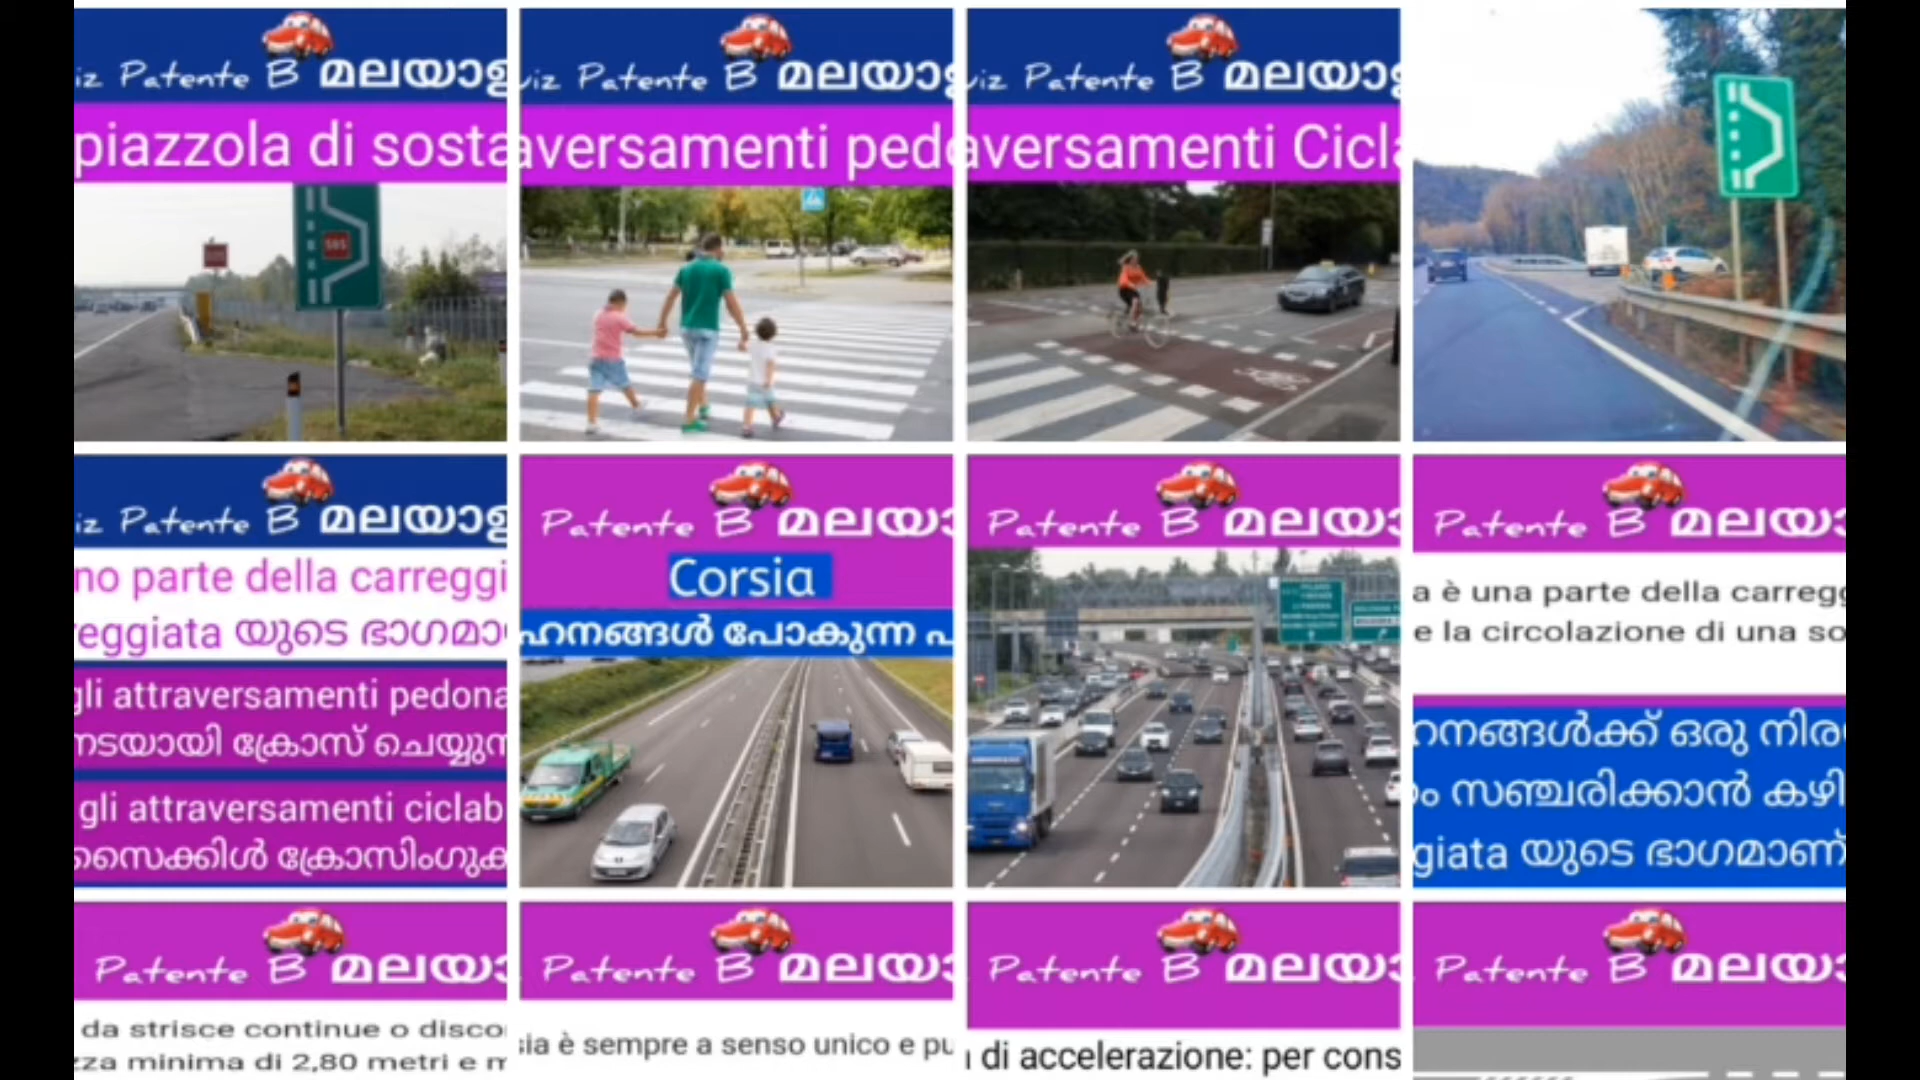 iz Patente B മലയാള
piazzola di sosta
SOS
iz Patente B മലയാള
aversamenti ped
iz Patente B മലയാള
aversamenti Cicl
iz Patente B മലയാള
no parte della carreggi
eggiata യുടെ ഭാഗമാ
gli attraversamenti pedona
നടയായി ക്രോസ് ചെയ്യു
gli attraversamenti ciclab
സൈക്കിൾ ക്രോസിംഗുക
Patente B മലയാ
Corsia
ഹനങ്ങൾ പോകുന്ന പ
Patente B മലയാ
Patente B മലയാ
a è una parte della carregg
e la circolazione di una so
ഹനങ്ങൾക്ക് ഒരു നിര
ം സഞ്ചരിക്കാൻ കഴി
giata യുടെ ഭാഗമാണ്
Patente B മലയാ
da strisce continue o disco
zza minima di 2,80 metri e m
Patente B മലയാ
sia è sempre a senso unico e pu
Patente B മലയാ
di accelerazione: per cons
Patente B മലയാ